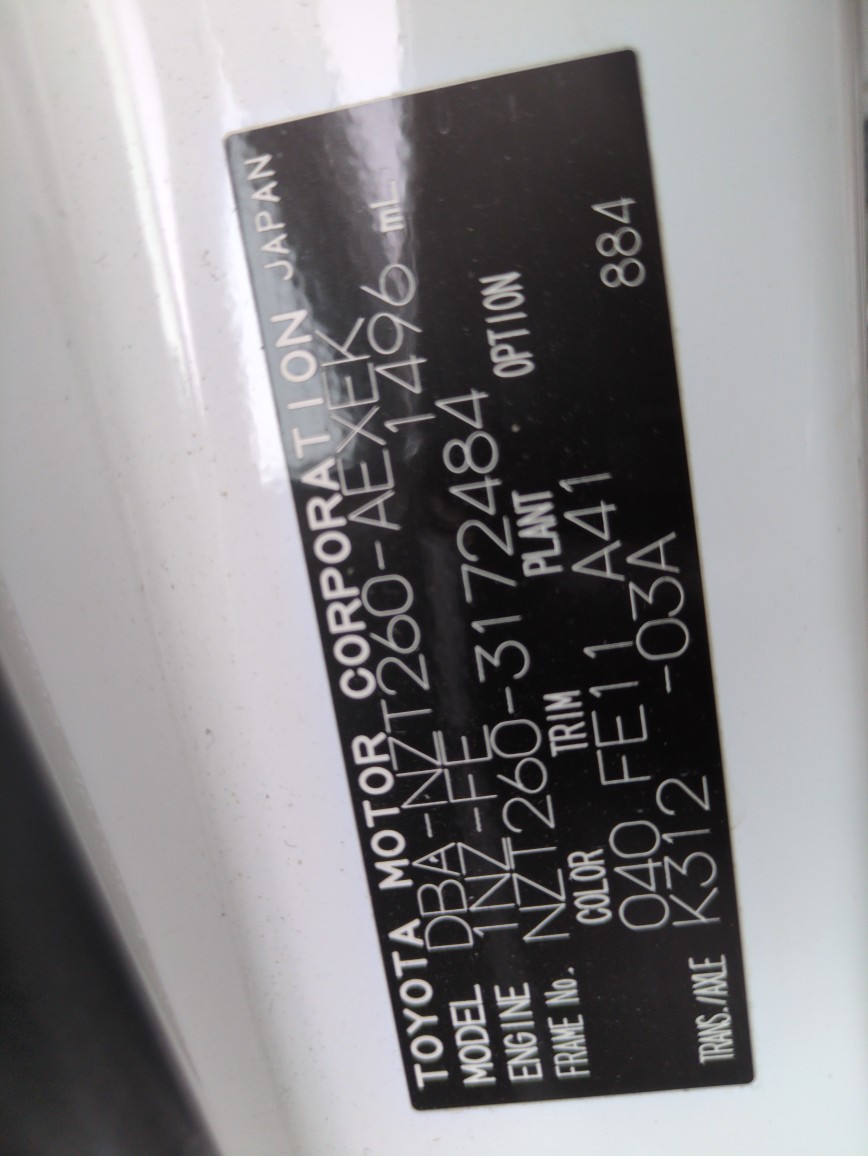 TOYOTA MOTOR CORPORATION JAPAN
MODEL DBA-NZT260-AEXEK
ENGINE 1NZ-FE 1496 mL
FRAME No. NZT260-3172484
COLOR TRIM PLANT OPTION
040 FE11 A41 884
TRANS./AXLE K312 -03A